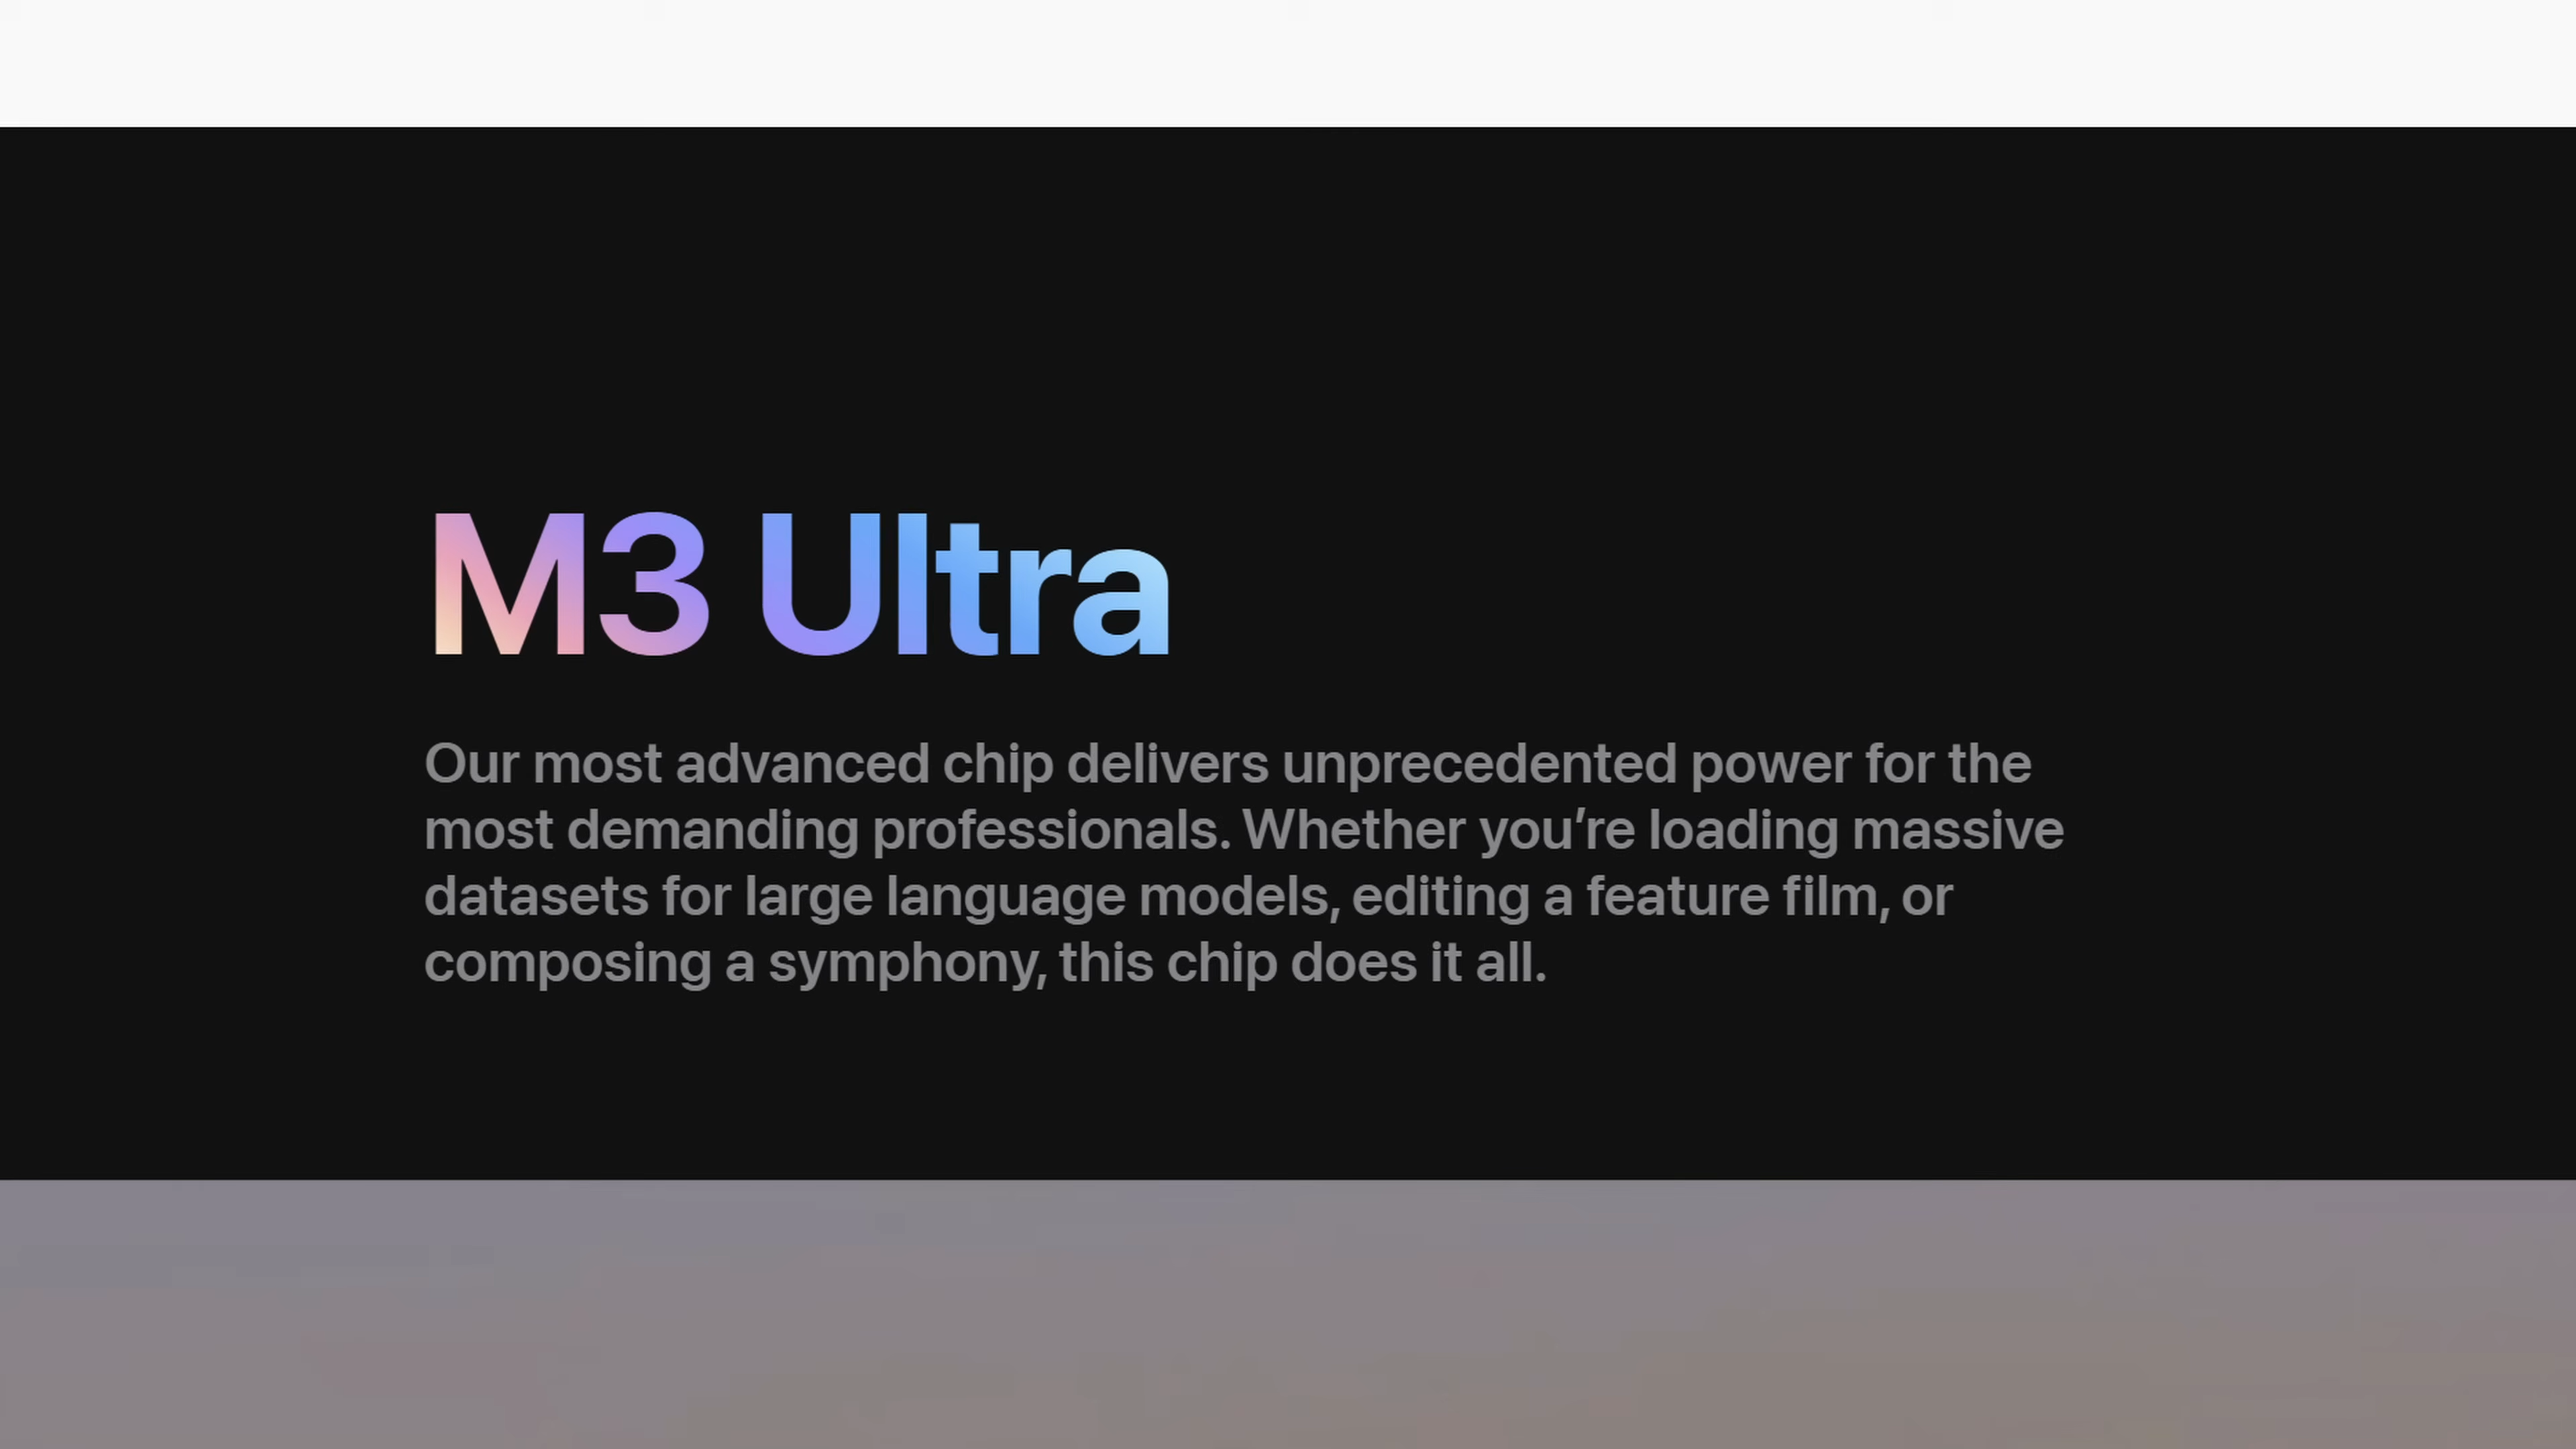 M3 Ultra
Our most advanced chip delivers unprecedented power for the
most demanding professionals. Whether you’re loading massive
datasets for large language models, editing a feature film, or
composing a symphony, this chip does it all.